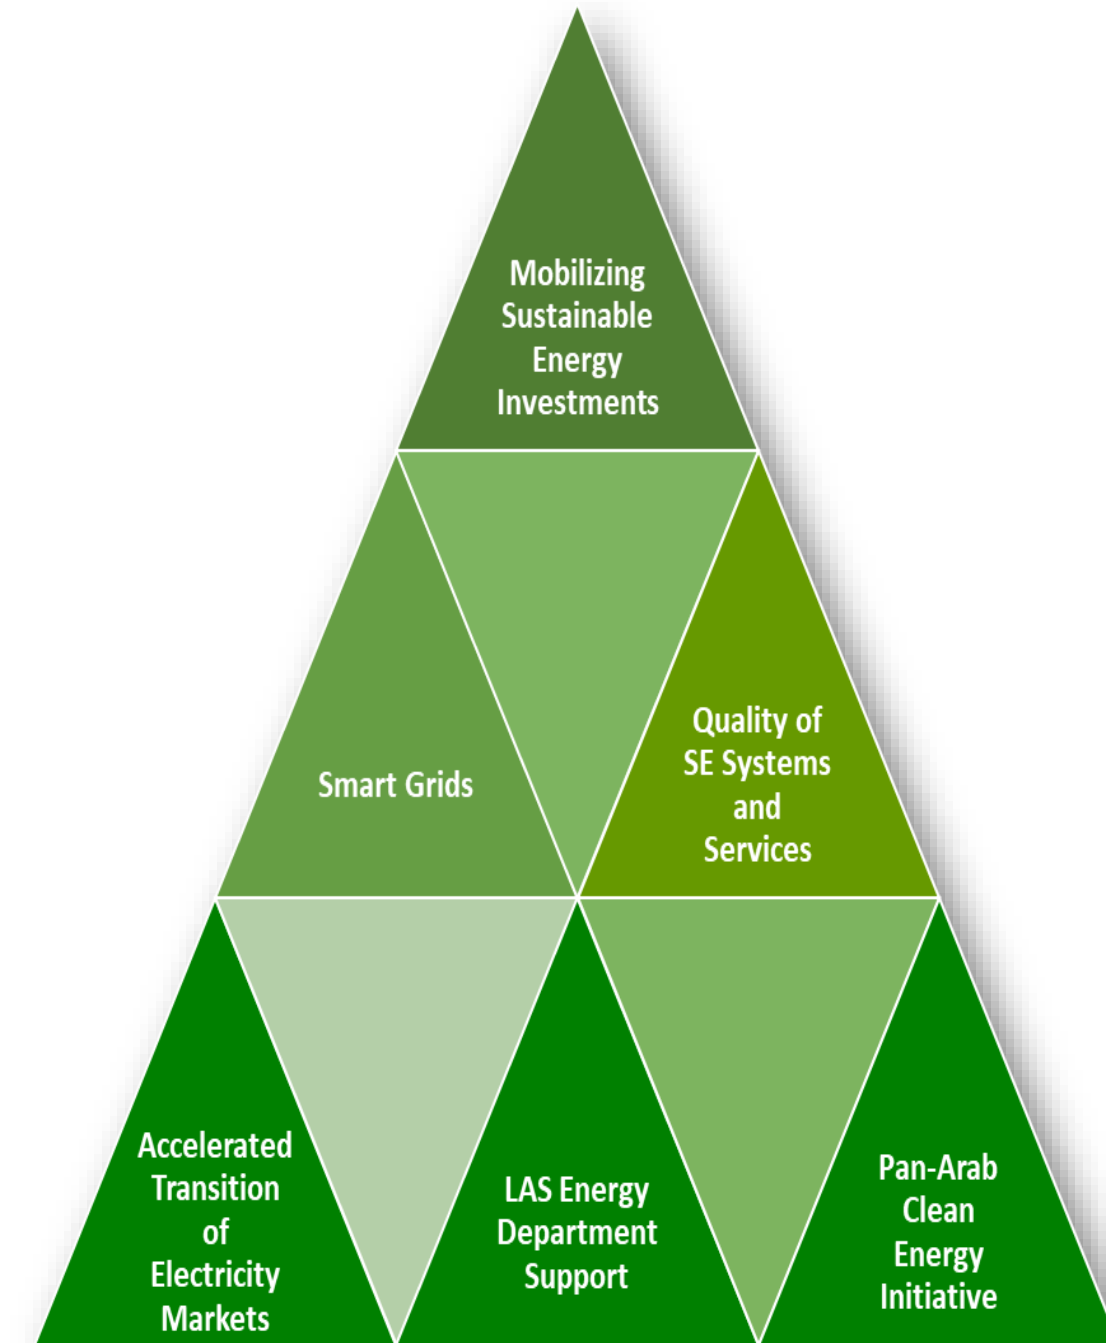 Mobilizing
Sustainable
Energy
Investments
Smart Grids
Quality of
SE Systems
and
Services
Accelerated
Transition
of
Electricity
Markets
LAS Energy
Department
Support
Pan-Arab
Clean
Energy
Initiative